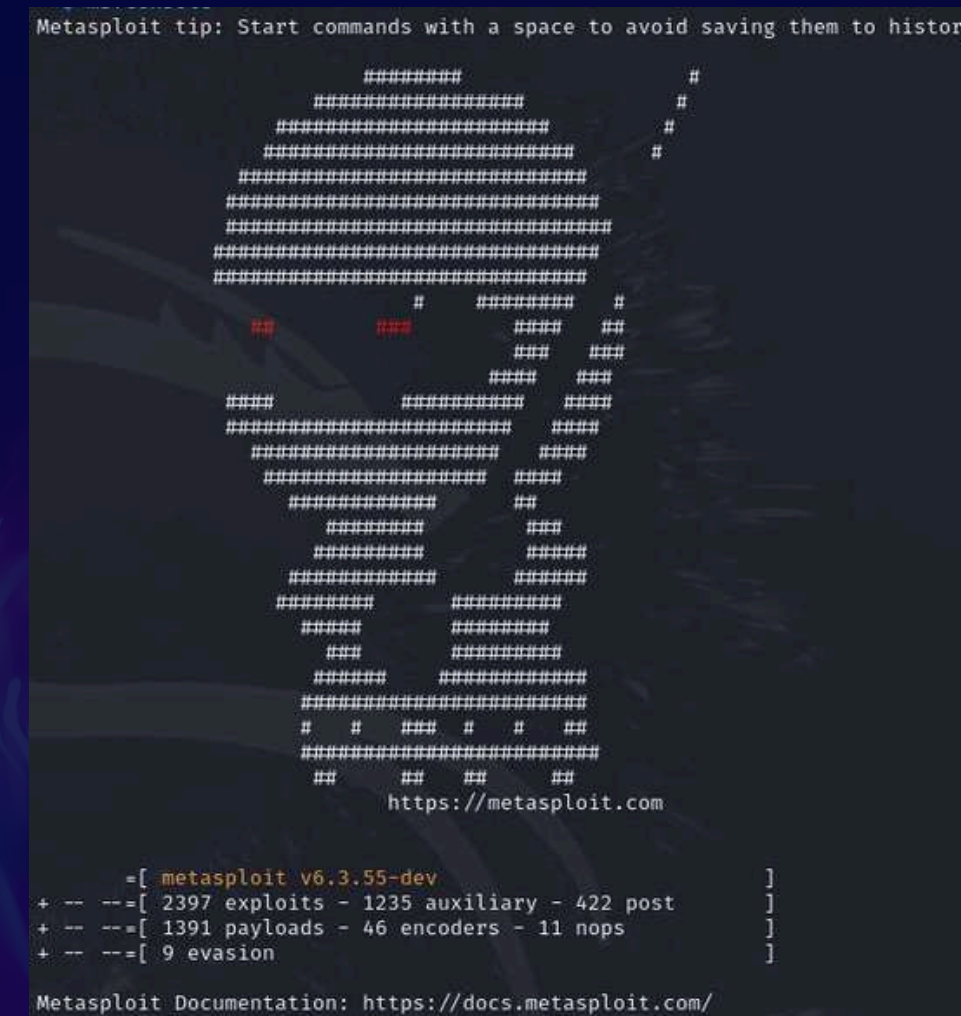 Metasploit tip: Start commands with a space to avoid saving them to histor
https://metasploit.com
=[ metasploit v6.3.55-dev ]
+ -- --=[ 2397 exploits - 1235 auxiliary - 422 post ]
+ -- --=[ 1391 payloads - 46 encoders - 11 nops ]
+ -- --=[ 9 evasion ]
Metasploit Documentation: https://docs.metasploit.com/